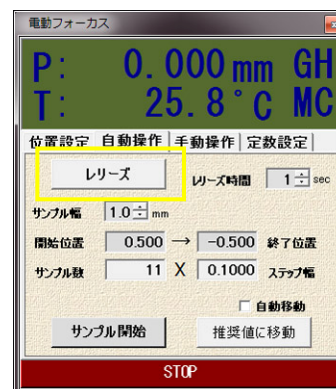 電動フォーカス
P: 0.000 mm GH
T: 25.8°C MC
位置設定 自動操作 手動操作 定数設定
レリーズ レリーズ時間 1 sec
サンプル幅 1.0 mm
開始位置 0.500 → -0.500 終了位置
サンプル数 11 X 0.1000 ステップ幅
自動移動
サンプル開始 推奨値に移動
STOP